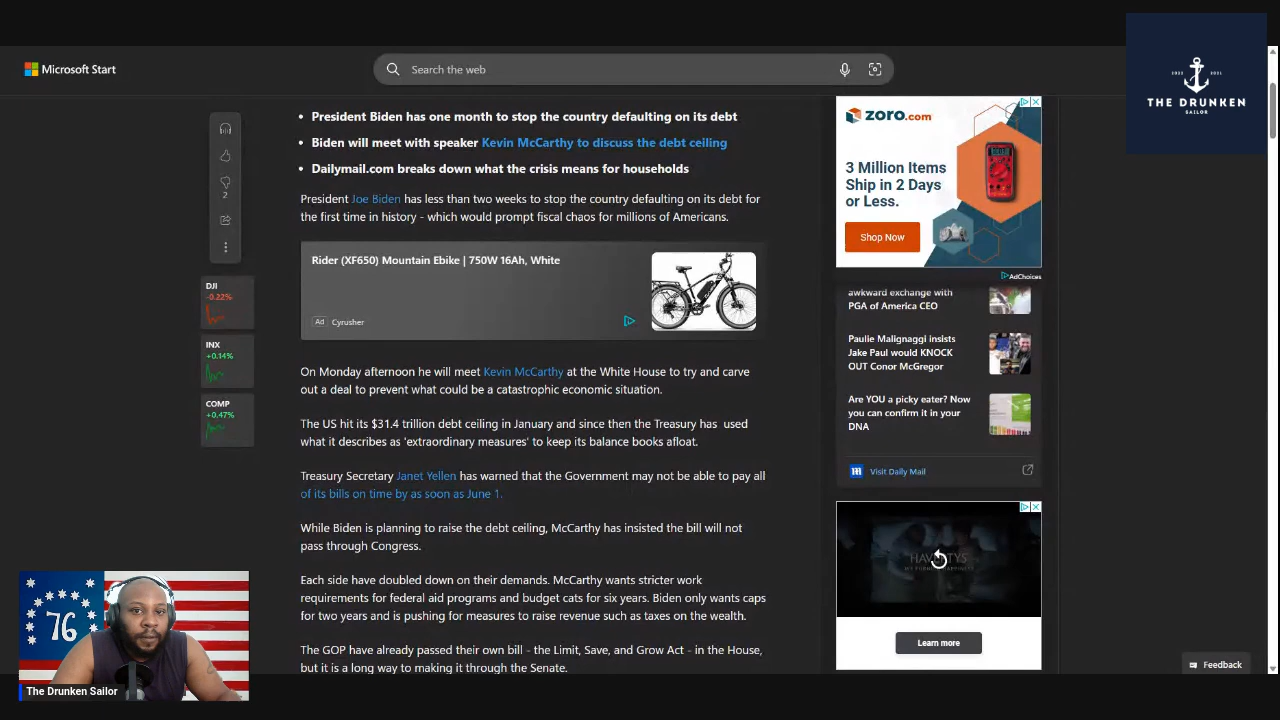 Microsoft Start
Search the web
THE DRUNKEN
SAILOR
President Biden has one month to stop the country defaulting on its debt
Biden will meet with speaker Kevin McCarthy to discuss the debt ceiling
Dailymail.com breaks down what the crisis means for households
President Joe Biden has less than two weeks to stop the country defaulting on its debt for
the first time in history - which would prompt fiscal chaos for millions of Americans.
2
Rider (XF650) Mountain Ebike | 750W 16Ah, White
Ad Cyrusher
DJI
-0.22%
INX
+0.14%
COMP
+0.47%
On Monday afternoon he will meet Kevin McCarthy at the White House to try and carve
out a deal to prevent what could be a catastrophic economic situation.
The US hit its $31.4 trillion debt ceiling in January and since then the Treasury has used
what it describes as 'extraordinary measures' to keep its balance books afloat.
Treasury Secretary Janet Yellen has warned that the Government may not be able to pay all
of its bills on time by as soon as June 1.
While Biden is planning to raise the debt ceiling, McCarthy has insisted the bill will not
pass through Congress.
Each side have doubled down on their demands. McCarthy wants stricter work
requirements for federal aid programs and budget cats for six years. Biden only wants caps
for two years and is pushing for measures to raise revenue such as taxes on the wealth.
The GOP have already passed their own bill - the Limit, Save, and Grow Act - in the House,
but it is a long way to making it through the Senate.
zoro.com
3 Million Items
Ship in 2 Days
or Less.
Shop Now
AdChoices
awkward exchange with
PGA of America CEO
Paulie Malignaggi insists
Jake Paul would KNOCK
OUT Conor McGregor
Are YOU a picky eater? Now
you can confirm it in your
DNA
Visit Daily Mail
Learn more
Feedback
76
The Drunken Sailor